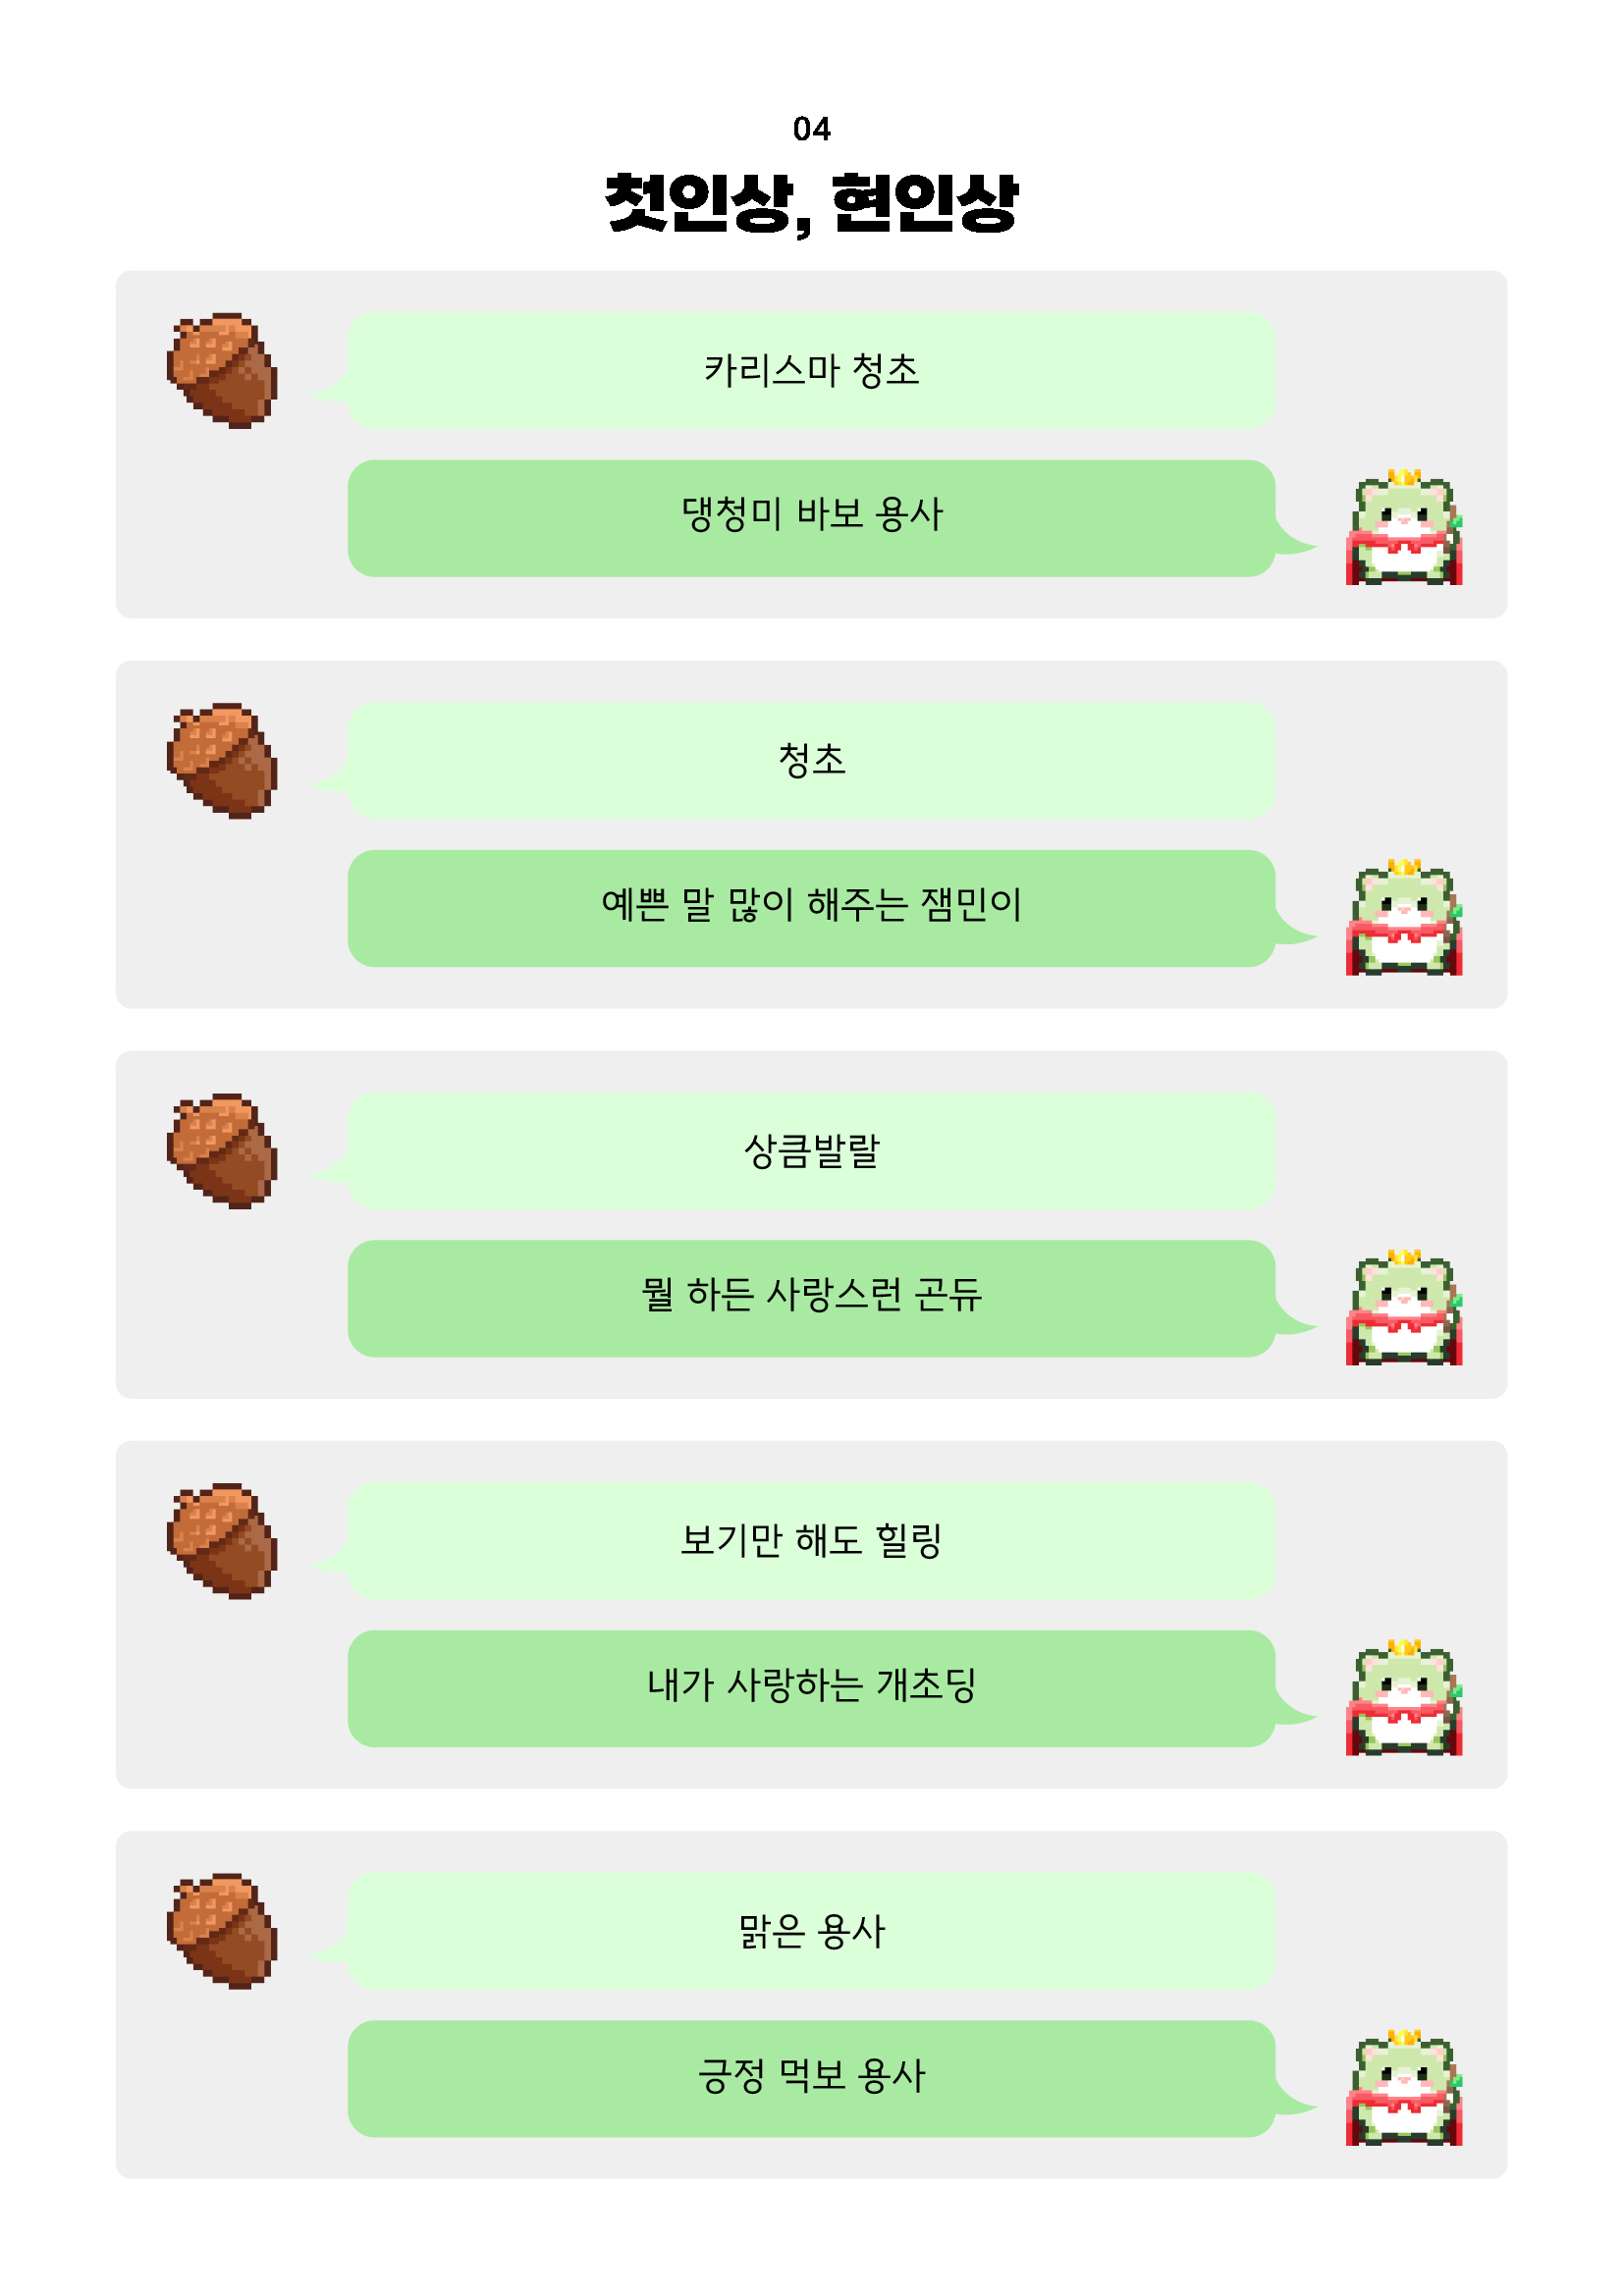 04
첫인상, 현인상
카리스마 청초
댕청미 바보 용사
청초
예쁜 말 많이 해주는 잼민이
상큼발랄
뭘 하든 사랑스런 곤듀
보기만 해도 힐링
내가 사랑하는 개초딩
맑은 용사
긍정 먹보 용사